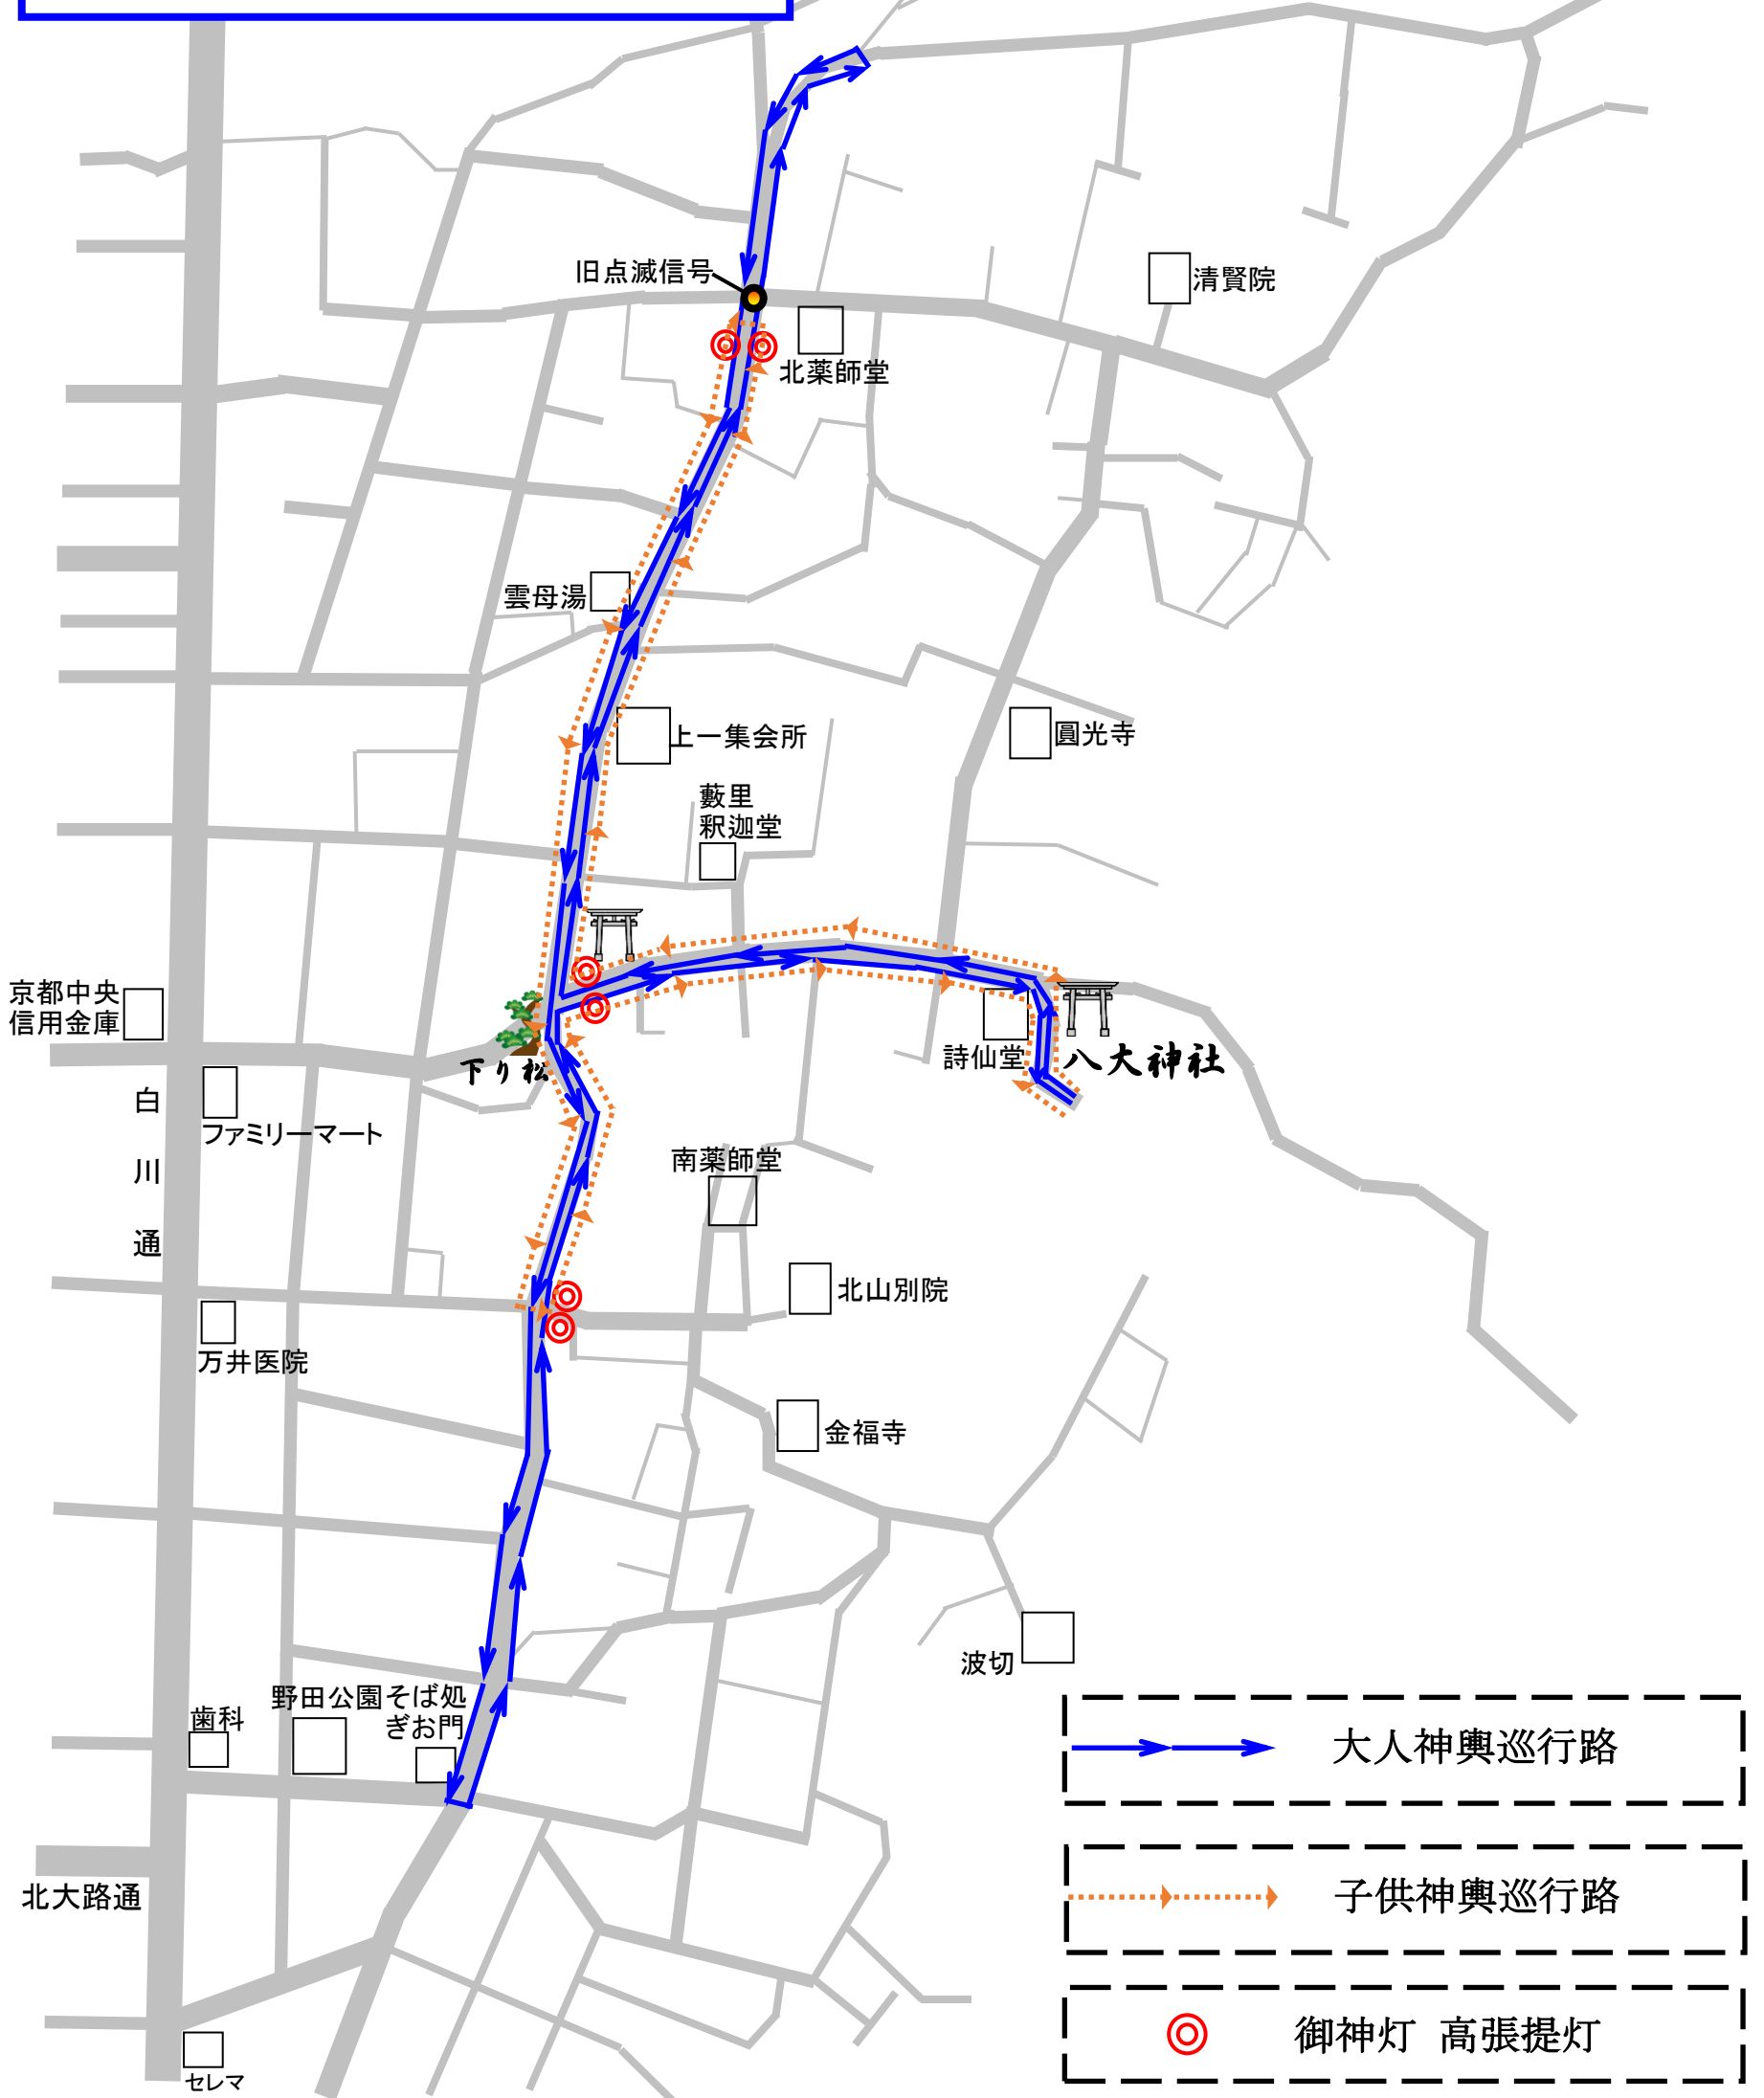 旧点滅信号
清賢院
北薬師堂
雲母湯
上一集会所
圓光寺
藪里
釈迦堂
京都中央
信用金庫
下り松
詩仙堂
八大神社
白川通
ファミリーマート
南薬師堂
北山別院
万井医院
金福寺
波切
野田公園
そば処
ぎお門
歯科
北大路通
セレマ
大人神輿巡行路
子供神輿巡行路
御神灯 高張提灯